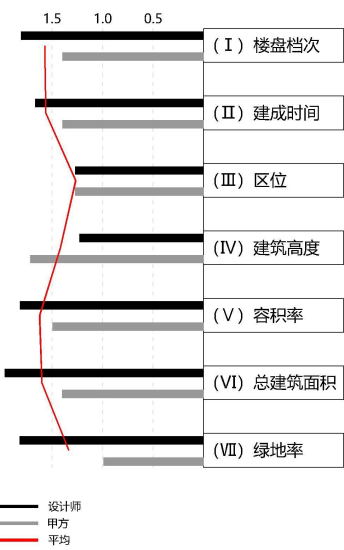 1.5 1.0 0.5
(Ⅰ) 楼盘档次
(Ⅱ) 建成时间
(Ⅲ) 区位
(Ⅳ) 建筑高度
(Ⅴ) 容积率
(Ⅵ) 总建筑面积
(Ⅶ) 绿地率
设计师
甲方
平均